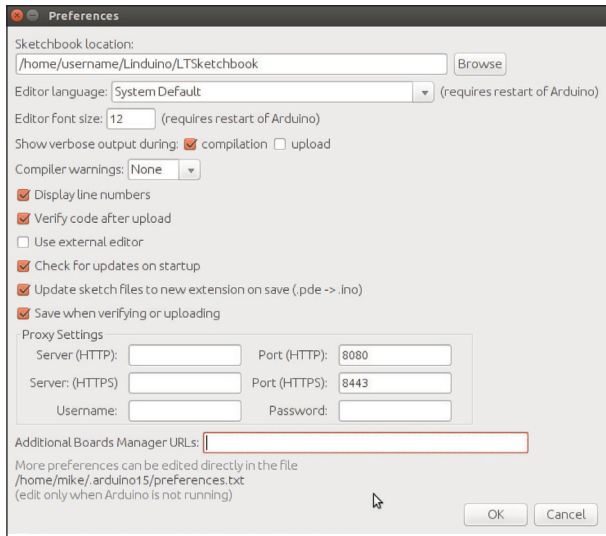 Preferences
Sketchbook location:
/home/username/Linduino/LTSketchbook Browse
Editor language: System Default (requires restart of Arduino)
Editor font size: 12 (requires restart of Arduino)
Show verbose output during: compilation upload
Compiler warnings: None
Display line numbers
Verify code after upload
Use external editor
Check for updates on startup
Update sketch files to new extension on save (.pde -> .ino)
Save when verifying or uploading
Proxy Settings
Server (HTTP): Port (HTTP): 8080
Server: (HTTPS) Port (HTTPS): 8443
Username: Password:
Additional Boards Manager URLs:
More preferences can be edited directly in the file
/home/mike/.arduino15/preferences.txt
(edit only when Arduino is not running)
OK Cancel